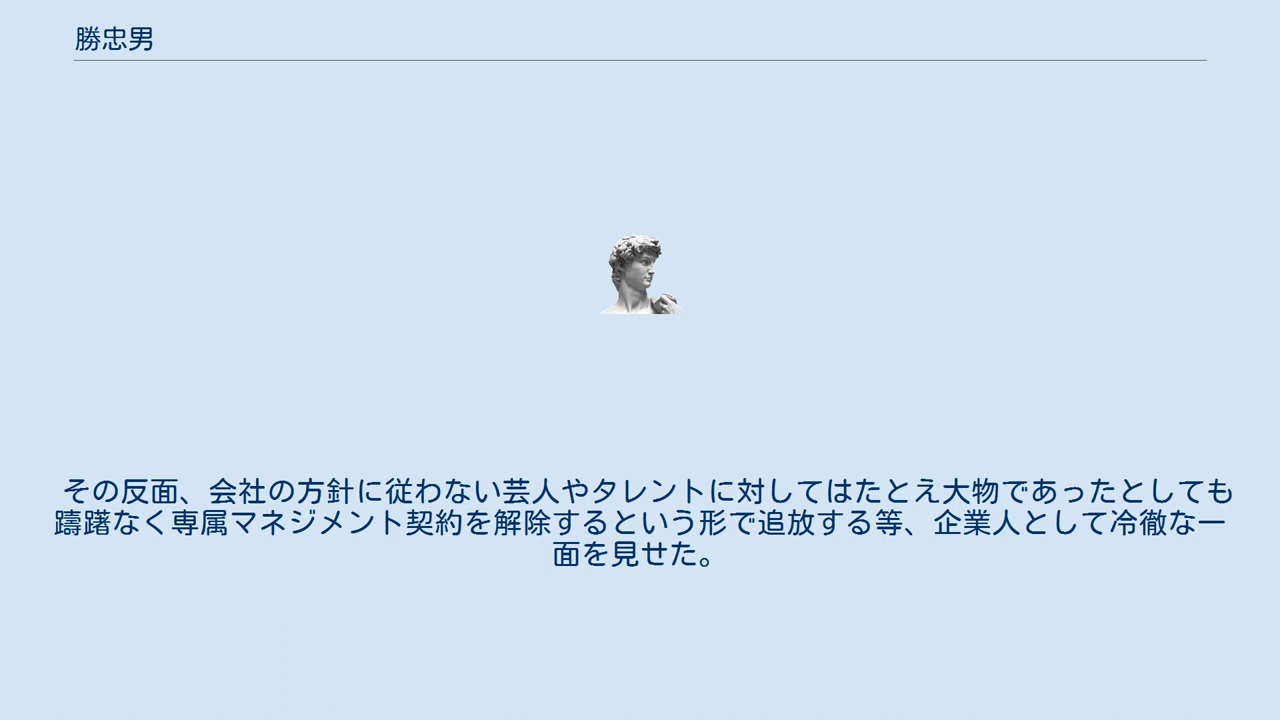 勝忠男
その反面、会社の方針に従わない芸人やタレントに対してはたとえ大物であったとしても
躊躇なく専属マネジメント契約を解除するという形で追放する等、企業人として冷徹な一
面を見せた。